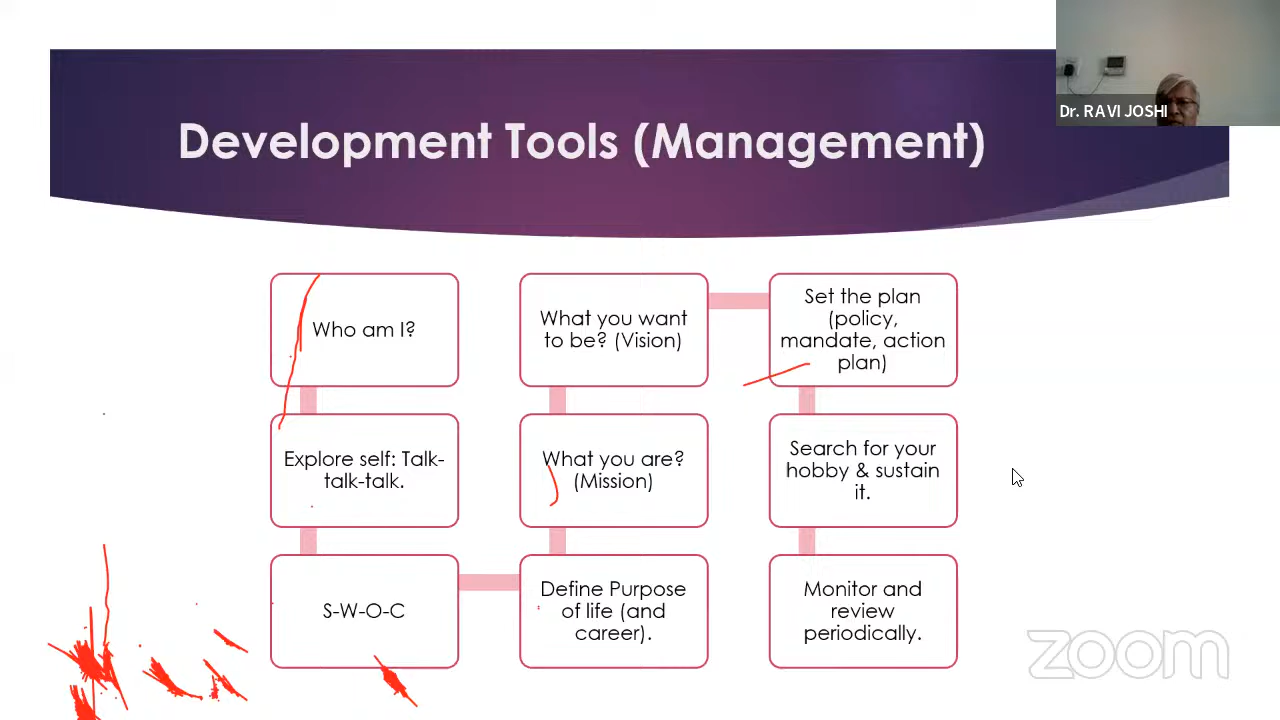 Dr. RAVI JOSHI
Development Tools (Management)
Who am I?
Explore self: Talk-
talk-talk.
S-W-O-C
Define Purpose
of life (and
career).
What you are?
(Mission)
What you want
to be? (Vision)
Set the plan
(policy,
mandate, action
plan)
Search for your
hobby & sustain
it.
Monitor and
review
periodically.
zoom